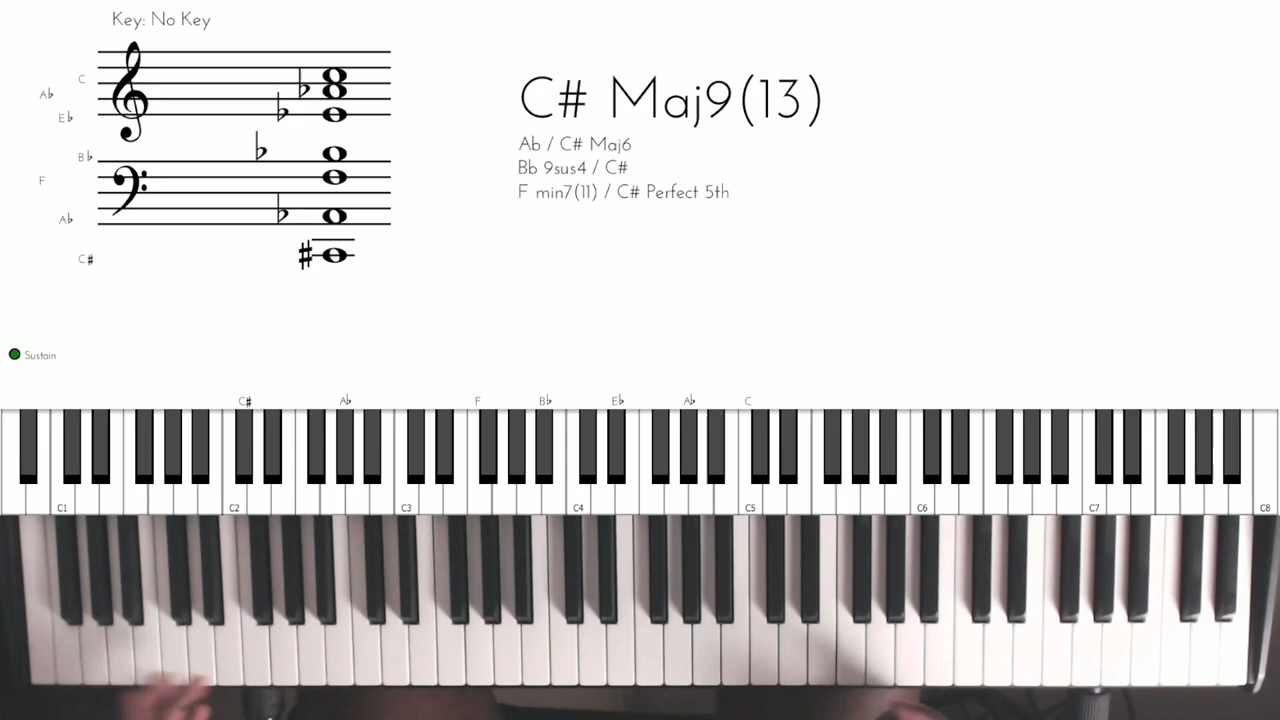 Key: No Key
C
Ab
Eb
Bb
F
Ab
C#
C# Maj9(13)
Ab / C# Maj6
Bb 9sus4 / C#
F min7(11) / C# Perfect 5th
Sustain
C# Ab F Bb Eb Ab C
C1 C2 C3 C4 C5 C6 C7 C8